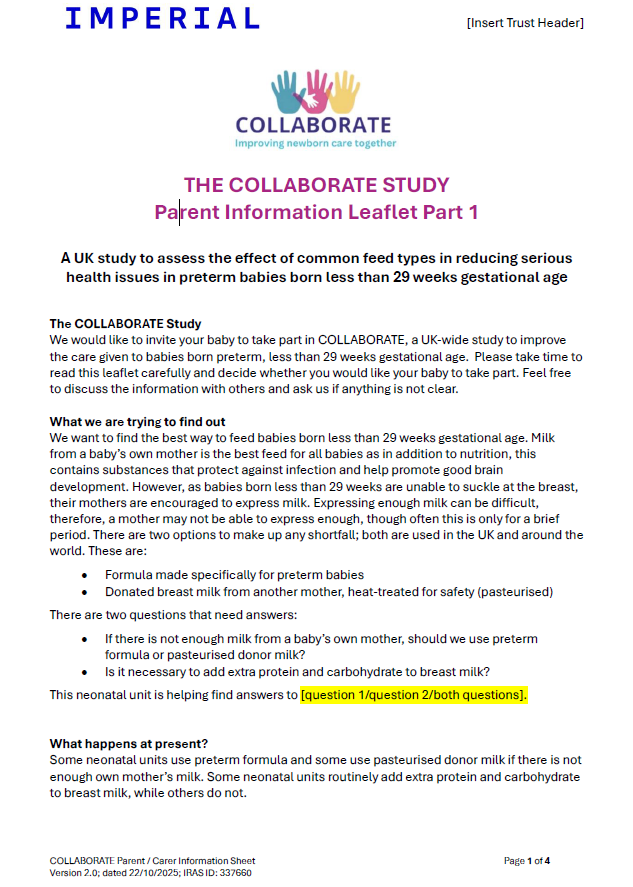 IMPERIAL
[Insert Trust Header]
COLLABORATE
Improving newborn care together
THE COLLABORATE STUDY
Parent Information Leaflet Part 1
A UK study to assess the effect of common feed types in reducing serious
health issues in preterm babies born less than 29 weeks gestational age
The COLLABORATE Study
We would like to invite your baby to take part in COLLABORATE, a UK-wide study to improve
the care given to babies born preterm, less than 29 weeks gestational age. Please take time to
read this leaflet carefully and decide whether you would like your baby to take part. Feel free
to discuss the information with others and ask us if anything is not clear.
What we are trying to find out
We want to find the best way to feed babies born less than 29 weeks gestational age. Milk
from a baby's own mother is the best feed for all babies as in addition to nutrition, this
contains substances that protect against infection and help promote good brain
development. However, as babies born less than 29 weeks are unable to suckle at the breast,
their mothers are encouraged to express milk. Expressing enough milk can be difficult,
therefore, a mother may not be able to express enough, though often this is only for a brief
period. There are two options to make up any shortfall; both are used in the UK and around the
world. These are:
• Formula made specifically for preterm babies
• Donated breast milk from another mother, heat-treated for safety (pasteurised)
There are two questions that need answers:
• If there is not enough milk from a baby's own mother, should we use preterm
formula or pasteurised donor milk?
• Is it necessary to add extra protein and carbohydrate to breast milk?
This neonatal unit is helping find answers to [question 1/question 2/both questions].
What happens at present?
Some neonatal units use preterm formula and some use pasteurised donor milk if there is not
enough own mother's milk. Some neonatal units routinely add extra protein and carbohydrate
to breast milk, while others do not.
COLLABORATE Parent / Carer Information Sheet
Version 2.0; dated 22/10/2025; IRAS ID: 337660
Page 1 of 4